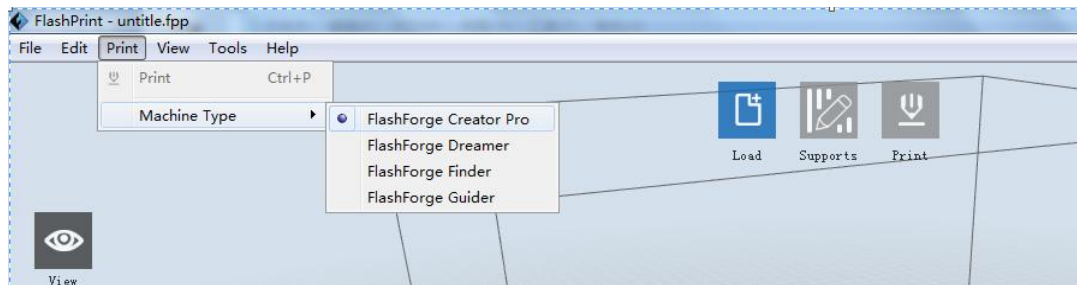 FlashPrint - untitle.fpp
File Edit Print View Tools Help
Print Ctrl+P
Machine Type
FlashForge Creator Pro
FlashForge Dreamer
FlashForge Finder
FlashForge Guider
Load Supports Print
View